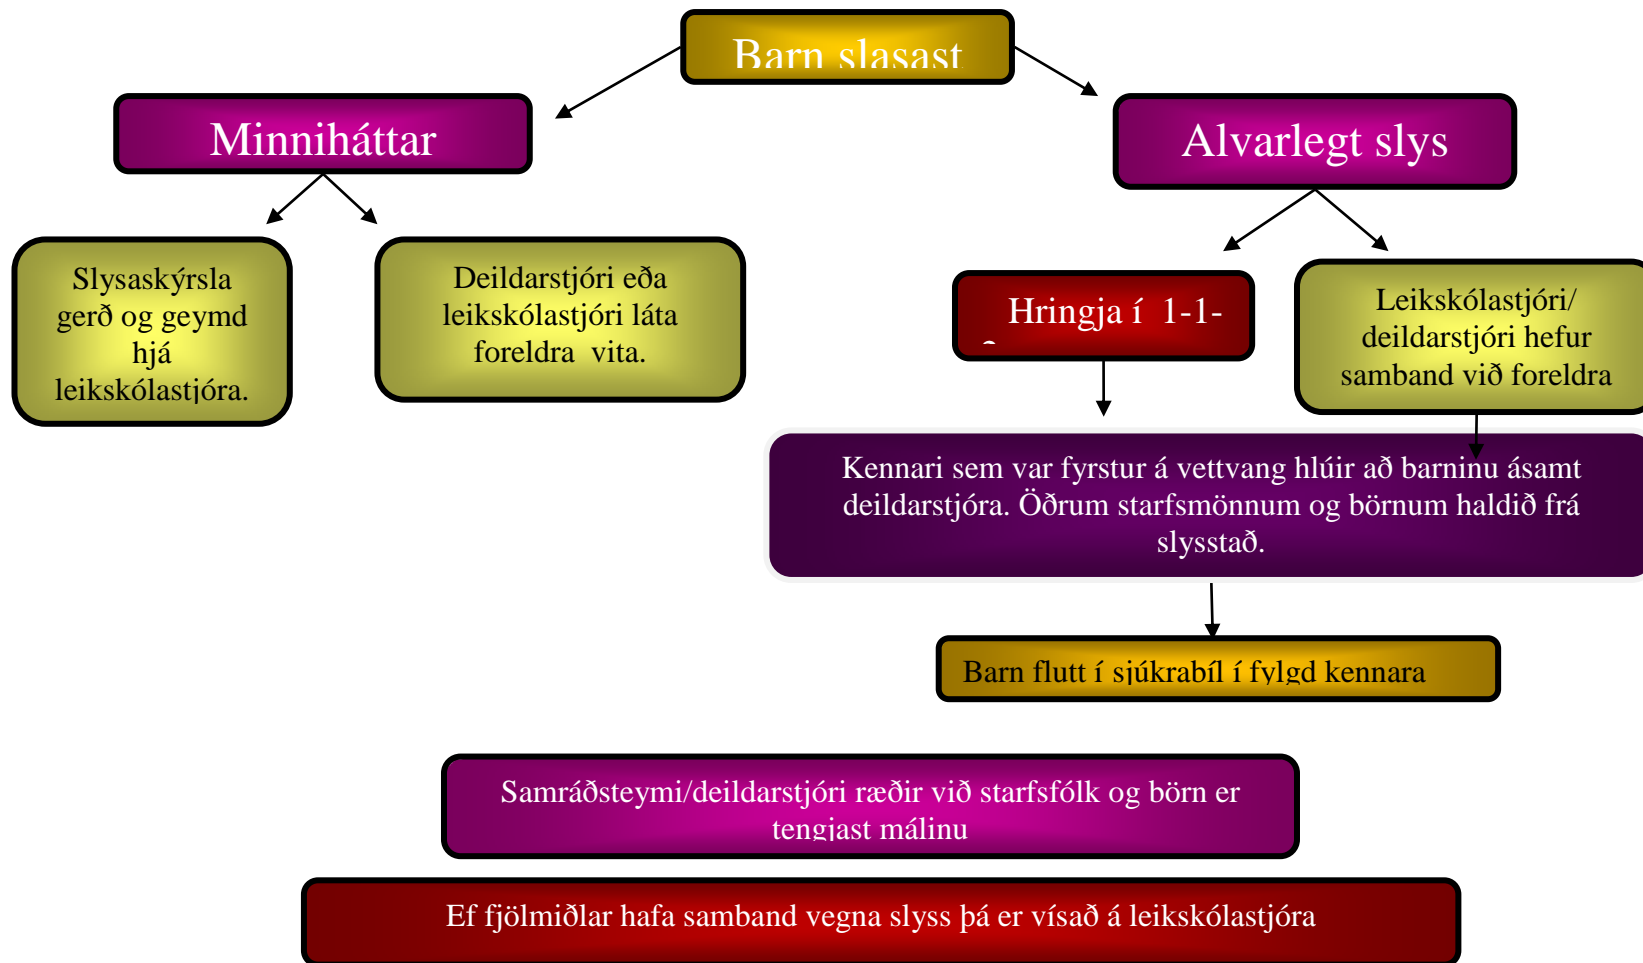 Barn slasast
Minniháttar
Alvarlegt slys
Slysaskýrsla
gerð og geymd
hjá
leikskólastjóra.
Deildarstjóri eða
leikskólastjóri láta
foreldra vita.
Hringja í 1-1-
Leikskólastjóri/
deildarstjóri hefur
samband við foreldra
Kennari sem var fyrstur á vettvang hlúir að barninu ásamt
deildarstjóra. Öðrum starfsmönnum og börnum haldið frá
slysstað.
Barn flutt í sjúkrabíl í fylgd kennara
Samráðsteymi/deildarstjóri ræðir við starfsfólk og börn er
tengjast málinu
Ef fjölmiðlar hafa samband vegna slyss þá er vísað á leikskólastjóra